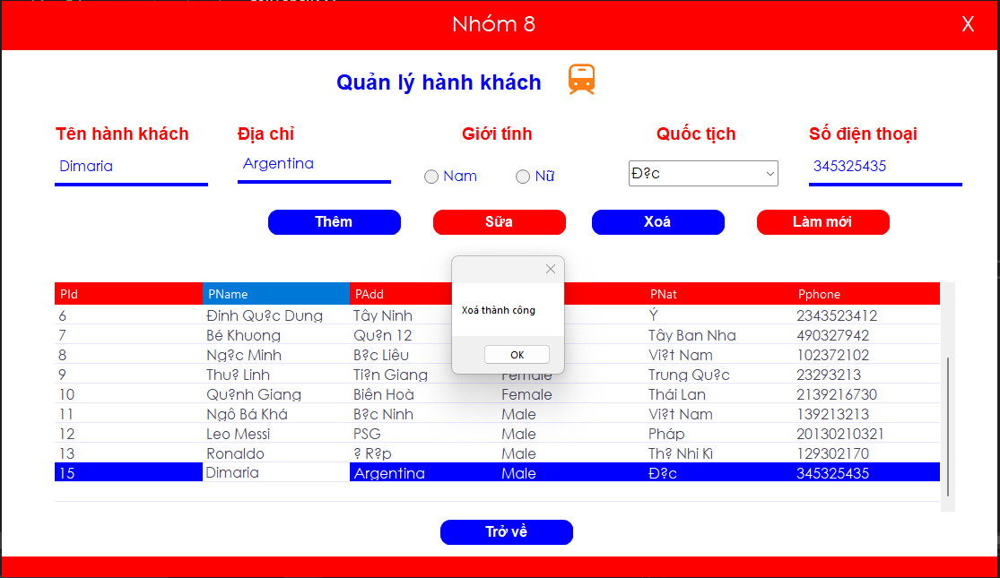 Nhóm 8 X
Quản lý hành khách
Tên hành khách Địa chỉ Giới tính Quốc tịch Số điện thoại
Dimaria Argentina Nam Nữ Đ?c 345325435
Thêm Sữa Xoá Làm mới
PId PName PAdd PNat Pphone
6 Đinh Qu?c Dung Tây Ninh Ý 2343523412
7 Bé Khuong Qu?n 12 Tây Ban Nha 490327942
8 Ng?c Minh B?c Liêu Vi?t Nam 102372102
9 Thu? Linh Ti?n Giang Female Trung Qu?c 23293213
10 Qu?nh Giang Biên Hoà Female Thái Lan 2139216730
11 Ngô Bá Khá B?c Ninh Male Vi?t Nam 139213213
12 Leo Messi PSG Male Pháp 20130210321
13 Ronaldo ? R?p Male Th? Nhi Kì 129302170
15 Dimaria Argentina Male Đ?c 345325435
Xoá thành công
OK
Trở về